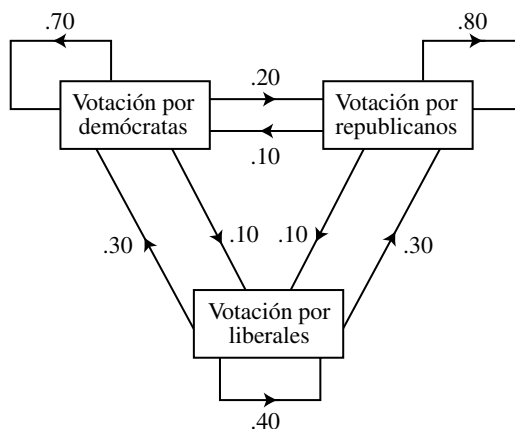 .70
.80
Votación por
demócratas
.20
Votación por
republicanos
.10
.30
.10
.10
.30
Votación por
liberales
.40